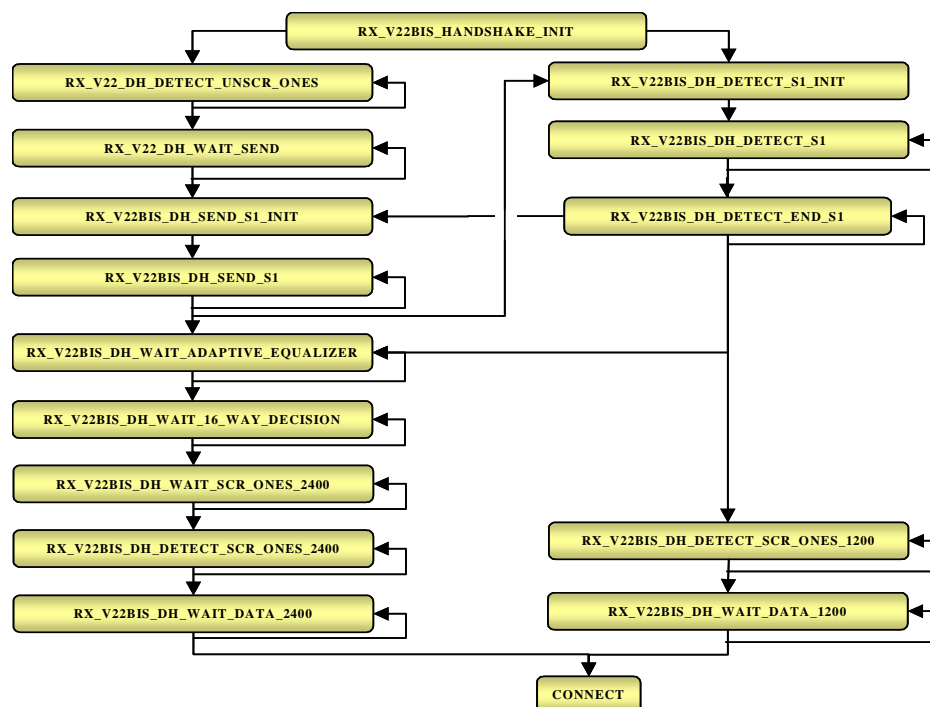 RX_V22BIS_HANDSHAKE_INIT
RX_V22_DH_DETECT_UNSCR_ONES
RX_V22BIS_DH_DETECT_S1_INIT
RX_V22_DH_WAIT_SEND
RX_V22BIS_DH_DETECT_S1
RX_V22BIS_DH_SEND_S1_INIT
RX_V22BIS_DH_DETECT_END_S1
RX_V22BIS_DH_SEND_S1
RX_V22BIS_DH_WAIT_ADAPTIVE_EQUALIZER
RX_V22BIS_DH_WAIT_16_WAY_DECISION
RX_V22BIS_DH_WAIT_SCR_ONES_2400
RX_V22BIS_DH_DETECT_SCR_ONES_2400
RX_V22BIS_DH_DETECT_SCR_ONES_1200
RX_V22BIS_DH_WAIT_DATA_2400
RX_V22BIS_DH_WAIT_DATA_1200
CONNECT